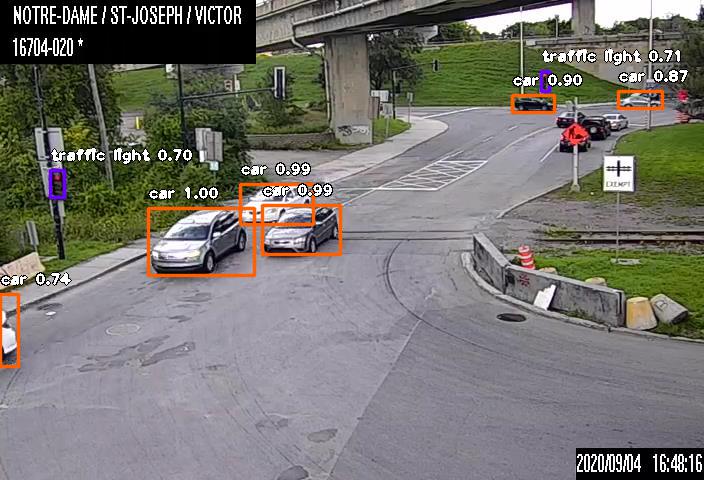 NOTRE-DAME / ST-JOSEPH / VICTOR
16704-020 *
traffic light 0.71
car 0.90
car 0.87
traffic light 0.70
car 0.99
car 1.00
car 0.99
EXEMPT
car 0.74
2020/09/04 16:48:16